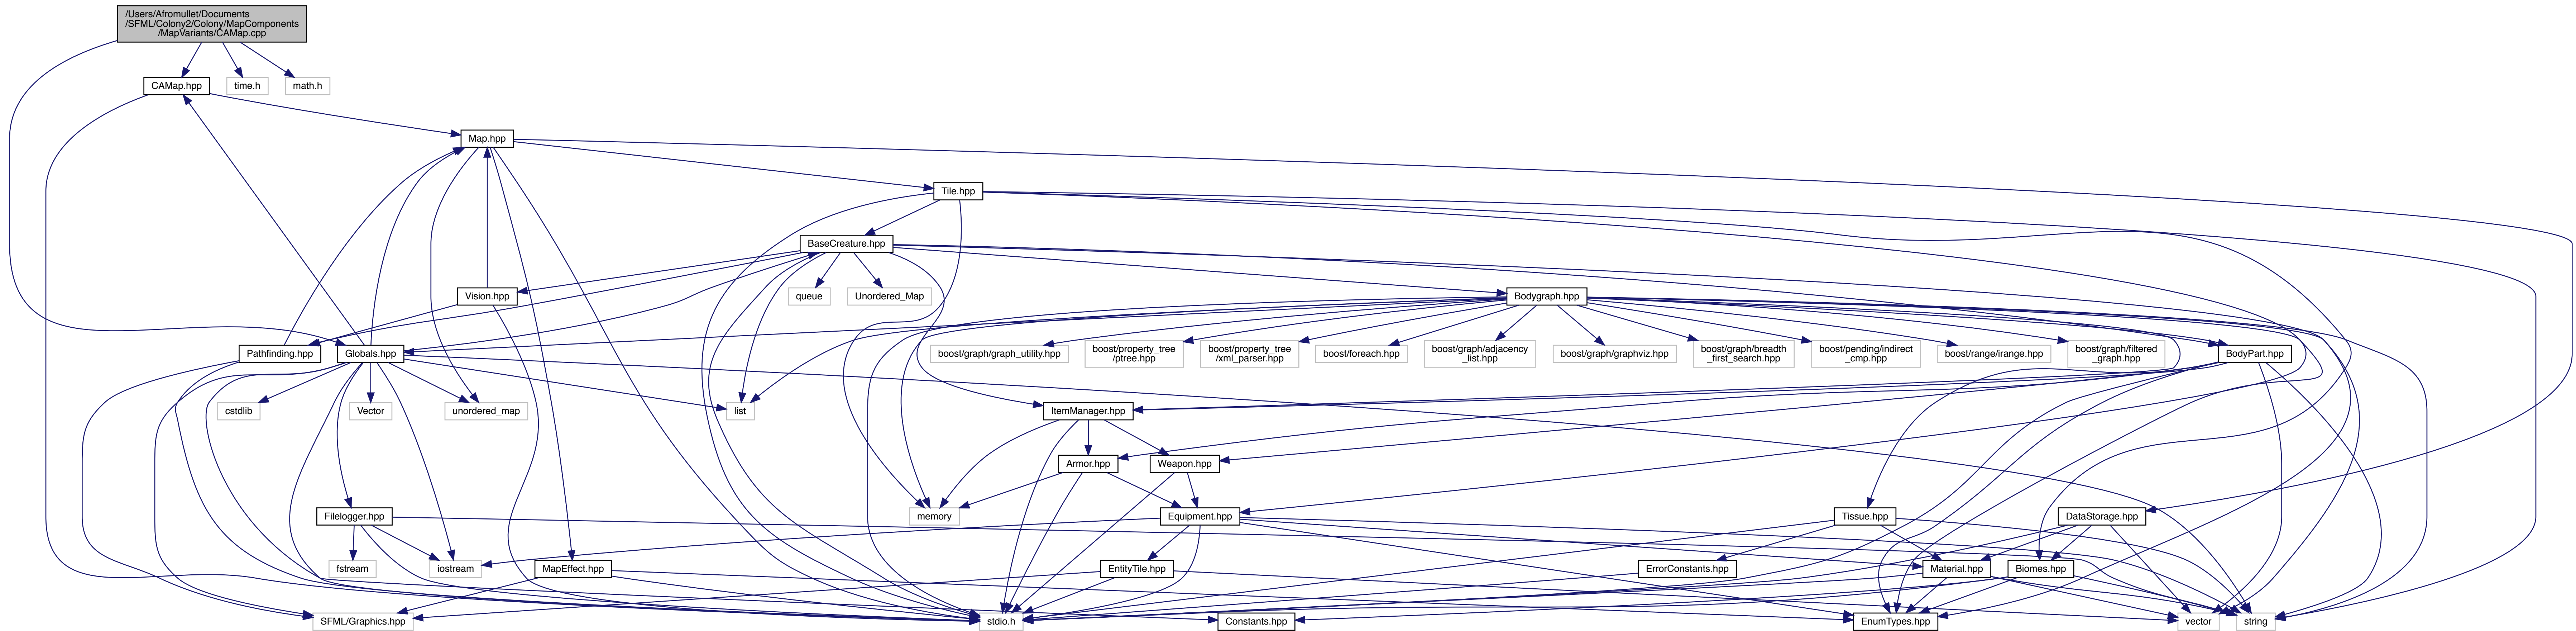 /Users/Afromullet/Documents
/SFML/Colony2/Colony/MapComponents
/MapVariants/CAMap.cpp
CAMap.hpp
time.h
math.h
Map.hpp
Tile.hpp
BaseCreature.hpp
Vision.hpp
queue
Unordered_Map
Bodygraph.hpp
Pathfinding.hpp
Globals.hpp
boost/graph/graph_utility.hpp
boost/property_tree
/ptree.hpp
boost/property_tree
/xml_parser.hpp
boost/foreach.hpp
boost/graph/adjacency
_list.hpp
boost/graph/graphviz.hpp
boost/graph/breadth
_first_search.hpp
boost/pending/indirect
_cmp.hpp
boost/range/irange.hpp
boost/graph/filtered
_graph.hpp
BodyPart.hpp
cstdlib
Vector
unordered_map
list
ItemManager.hpp
Armor.hpp
Weapon.hpp
Filelogger.hpp
memory
Equipment.hpp
Tissue.hpp
DataStorage.hpp
fstream
iostream
MapEffect.hpp
EntityTile.hpp
ErrorConstants.hpp
Material.hpp
Biomes.hpp
SFML/Graphics.hpp
stdio.h
Constants.hpp
EnumTypes.hpp
vector
string